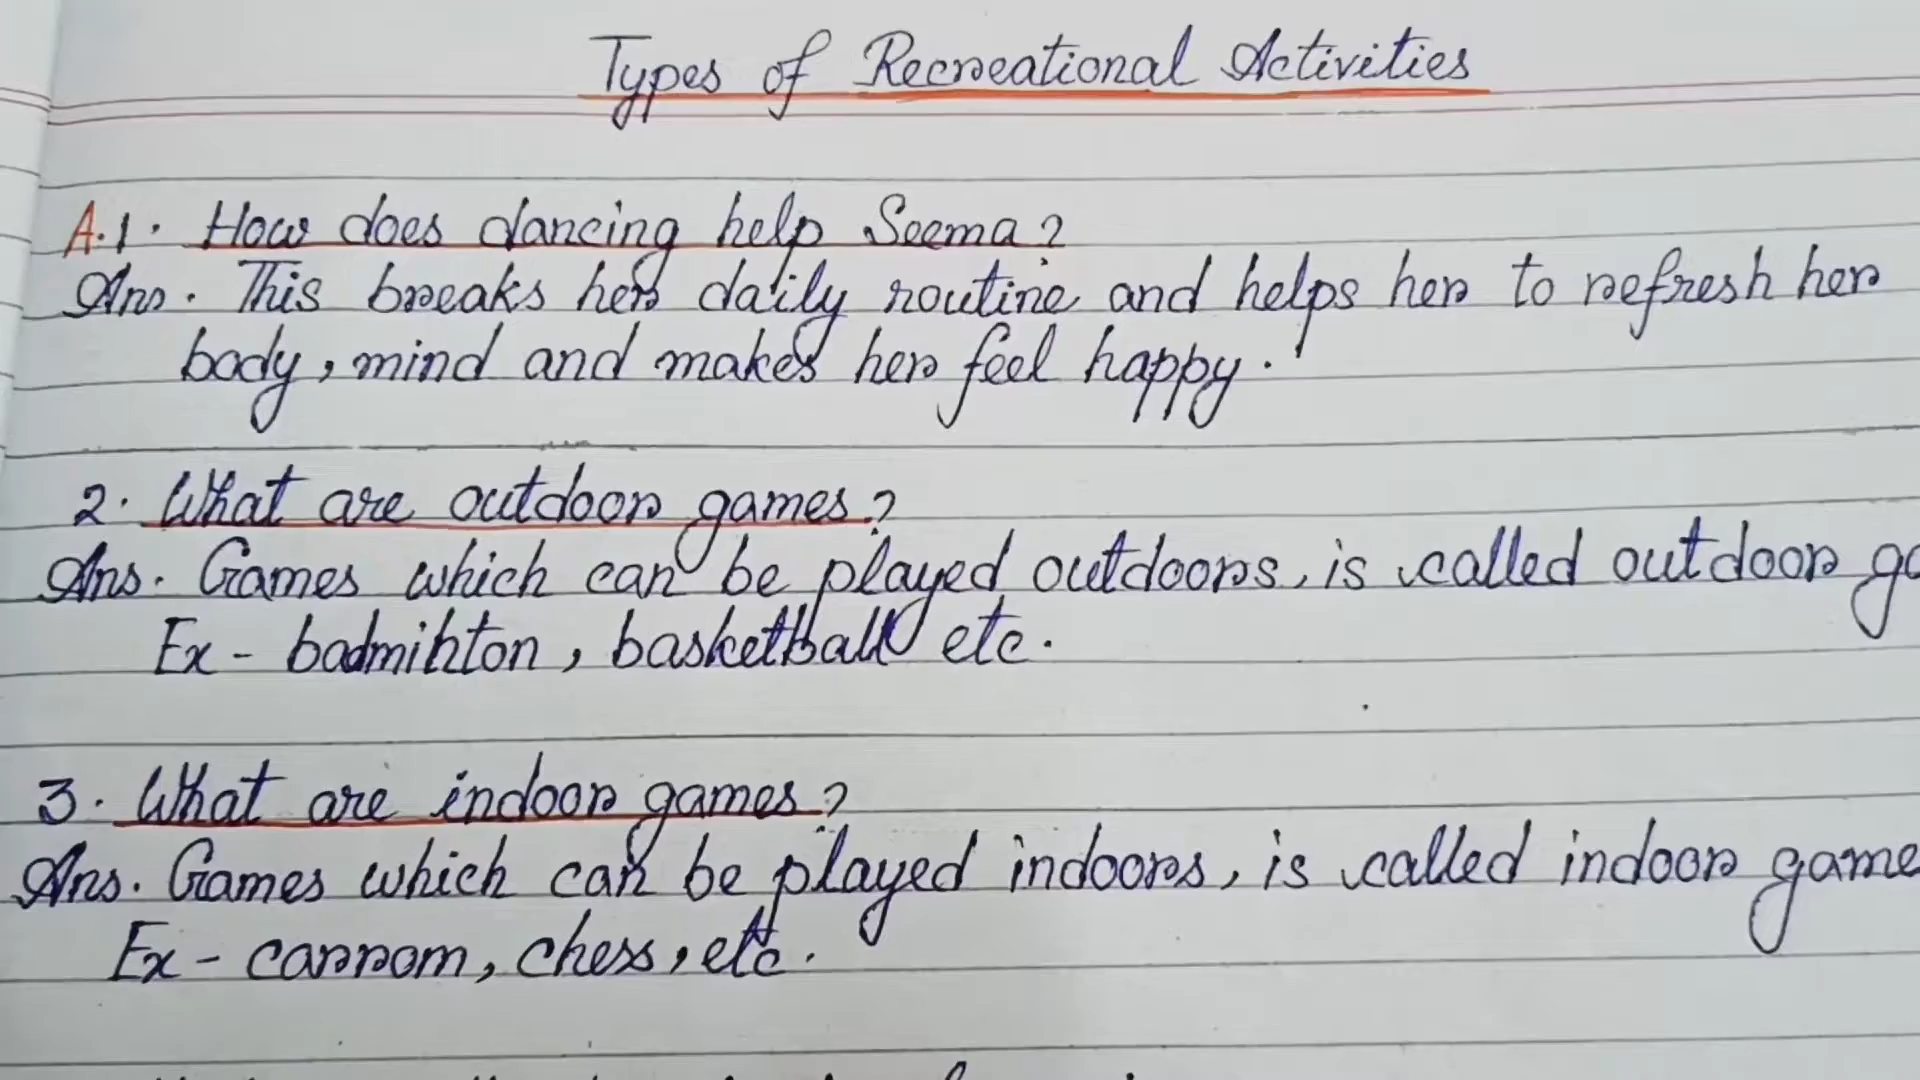 Types of Recreational Activities
A.1. How does dancing help Seema?
Ans. This breaks her daily routine and helps her to refresh her
body, mind and makes her feel happy.
2. What are outdoor games?
Ans. Games which can be played outdoors, is called outdoor ga
Ex - badmihton, basketball etc.
3. What are indoor games?
Ans. Games which can be played indoors, is called indoor game
Ex - carrom, chess, etc.